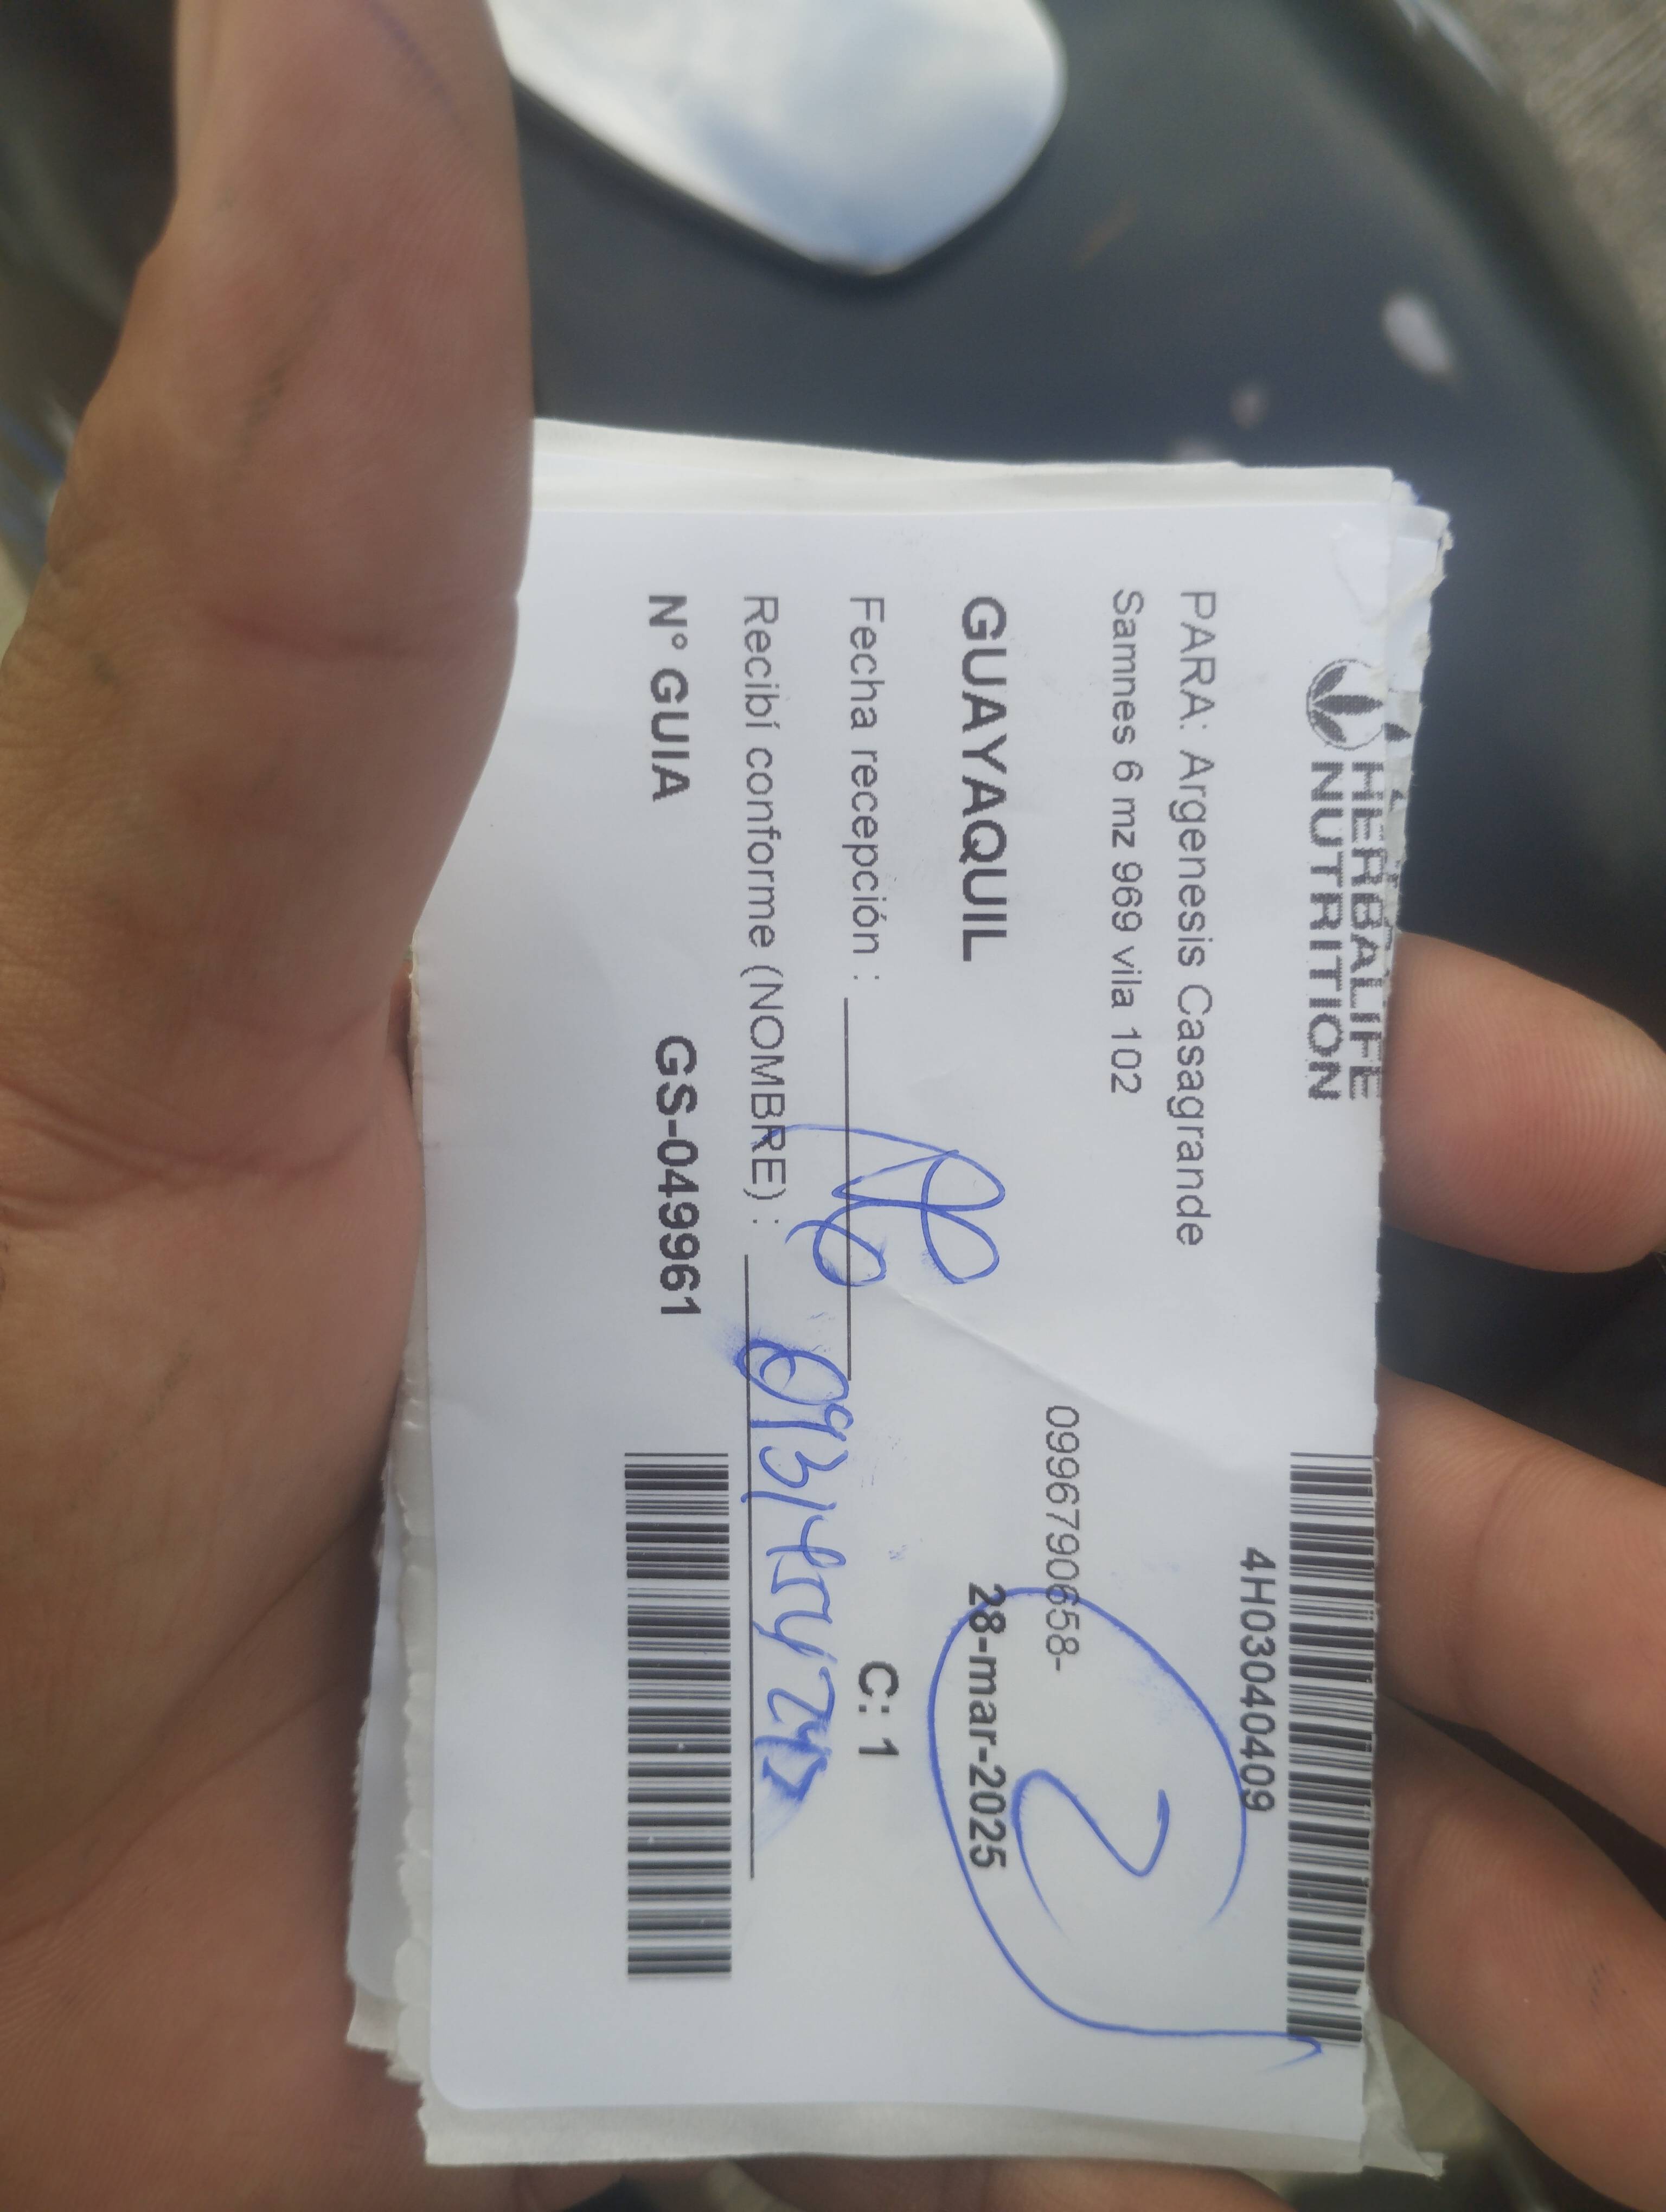 HERBALIFE
NUTRITION
4H03040409
PARA: Argenesis Casagrande
Samnes 6 mz 969 vila 102
0996790658-
GUAYAQUIL
28-mar-2025
Fecha recepción :
C: 1
Recibí conforme (NOMBRE) :
N° GUIA
GS-049961